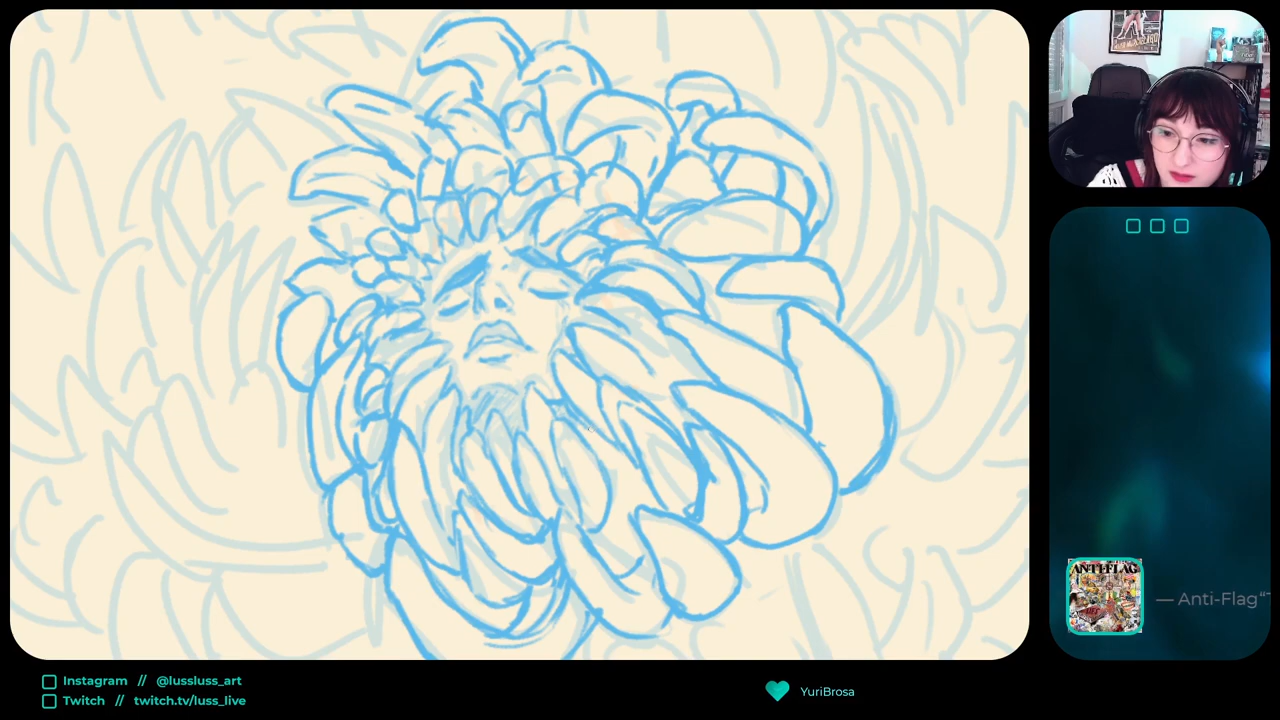 ANTI-FLAG
— Anti-Flag“
Instagram // @lussluss_art
Twitch // twitch.tv/luss_live
YuriBrosa